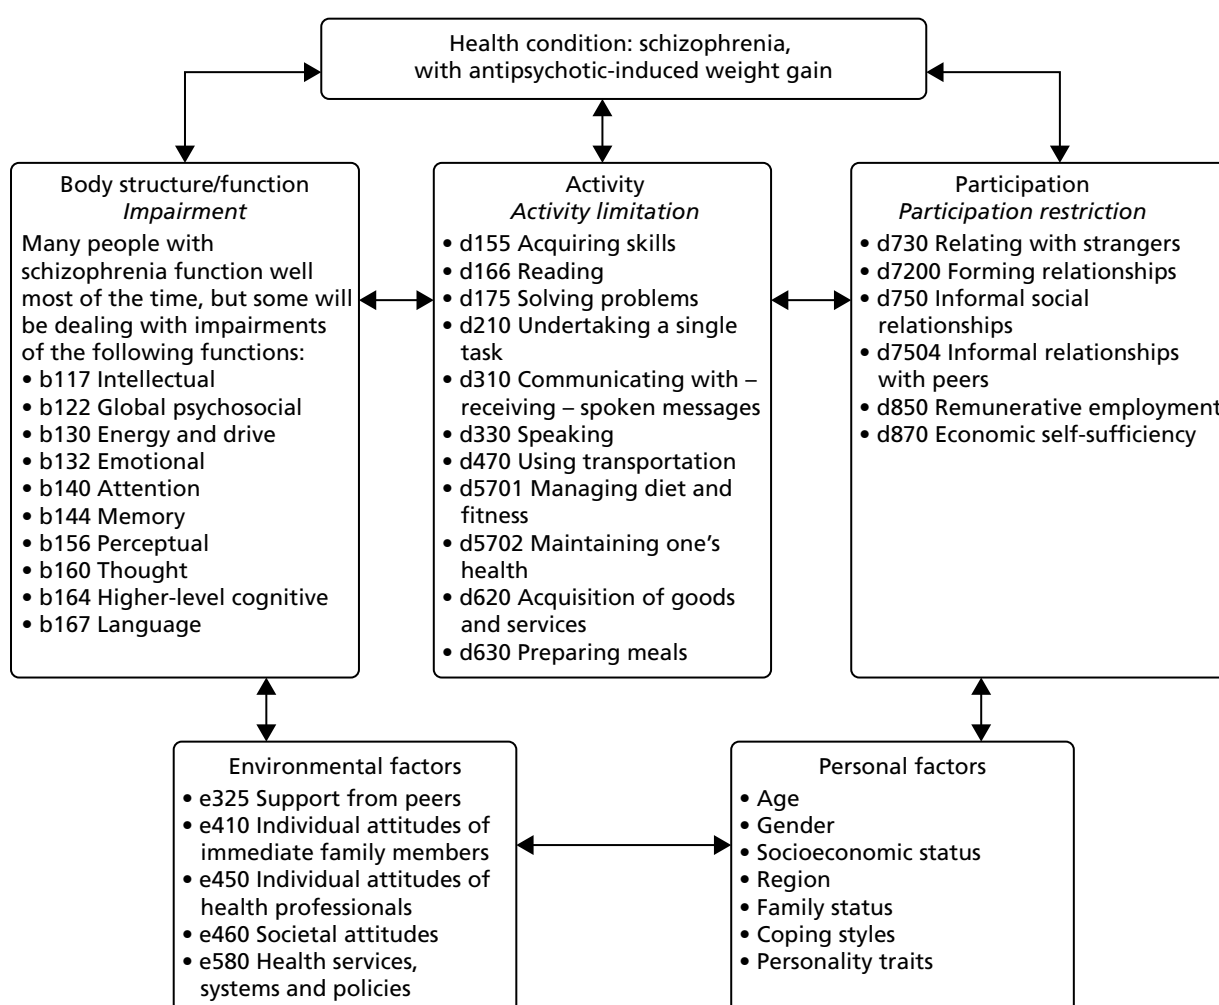 Health condition: schizophrenia,
with antipsychotic-induced weight gain
Body structure/function
Impairment
Many people with
schizophrenia function well
most of the time, but some will
be dealing with impairments
of the following functions:
• b117 Intellectual
• b122 Global psychosocial
• b130 Energy and drive
• b132 Emotional
• b140 Attention
• b144 Memory
• b156 Perceptual
• b160 Thought
• b164 Higher-level cognitive
• b167 Language
Activity
Activity limitation
• d155 Acquiring skills
• d166 Reading
• d175 Solving problems
• d210 Undertaking a single
task
• d310 Communicating with –
receiving – spoken messages
• d330 Speaking
• d470 Using transportation
• d5701 Managing diet and
fitness
• d5702 Maintaining one's
health
• d620 Acquisition of goods
and services
• d630 Preparing meals
Participation
Participation restriction
• d730 Relating with strangers
• d7200 Forming relationships
• d750 Informal social
relationships
• d7504 Informal relationships
with peers
• d850 Remunerative employment
• d870 Economic self-sufficiency
Environmental factors
• e325 Support from peers
• e410 Individual attitudes of
immediate family members
• e450 Individual attitudes of
health professionals
• e460 Societal attitudes
• e580 Health services,
systems and policies
Personal factors
• Age
• Gender
• Socioeconomic status
• Region
• Family status
• Coping styles
• Personality traits